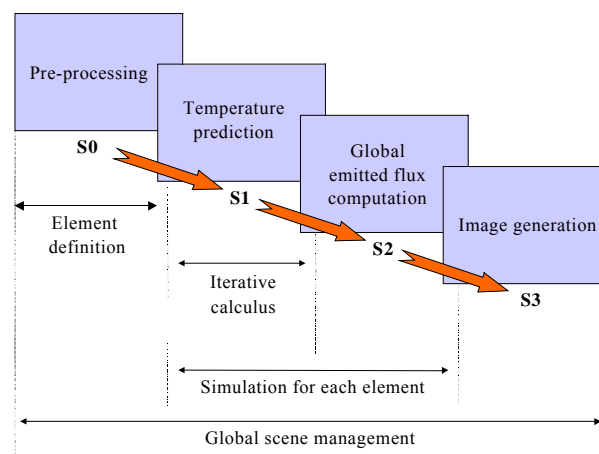 Pre-processing
Temperature
prediction
Global
emitted flux
computation
Image generation
S0
S1
S2
S3
Element
definition
Iterative
calculus
Simulation for each element
Global scene management